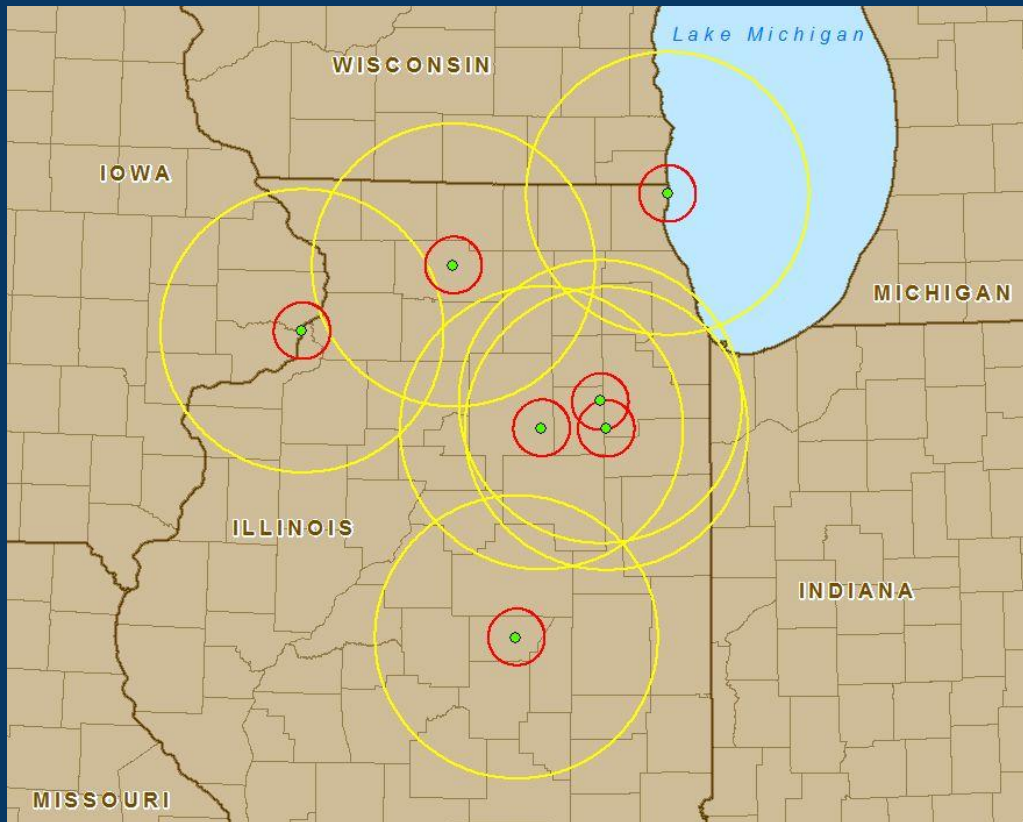 Lake Michigan
WISCONSIN
IOWA
MICHIGAN
ILLINOIS
INDIANA
MISSOURI